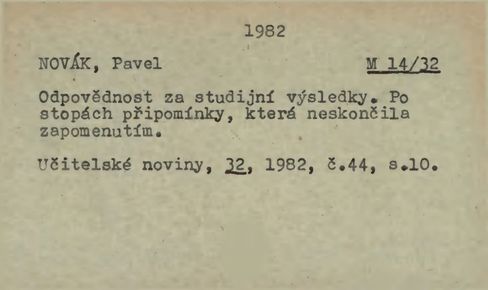 1982
NOVÁK, Pavel M 14/32
Odpovědnost za studijní výsledky. Po
stopách připomínky, která neskončila
zapomenutím.
Učitelské noviny, 32, 1982, č.44, s.10.